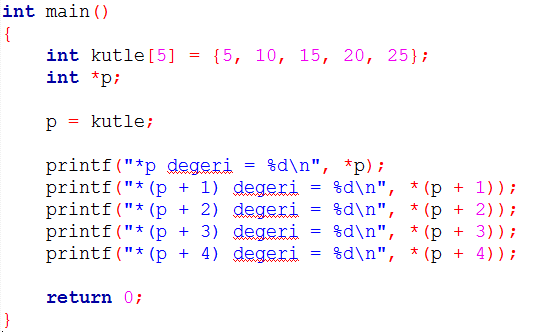 int main()
{
    int kutle[5] = {5, 10, 15, 20, 25};
    int *p;

    p = kutle;

    printf("*p degeri = %d\n", *p);
    printf("*(p + 1) degeri = %d\n", *(p + 1));
    printf("*(p + 2) degeri = %d\n", *(p + 2));
    printf("*(p + 3) degeri = %d\n", *(p + 3));
    printf("*(p + 4) degeri = %d\n", *(p + 4));

    return 0;
}